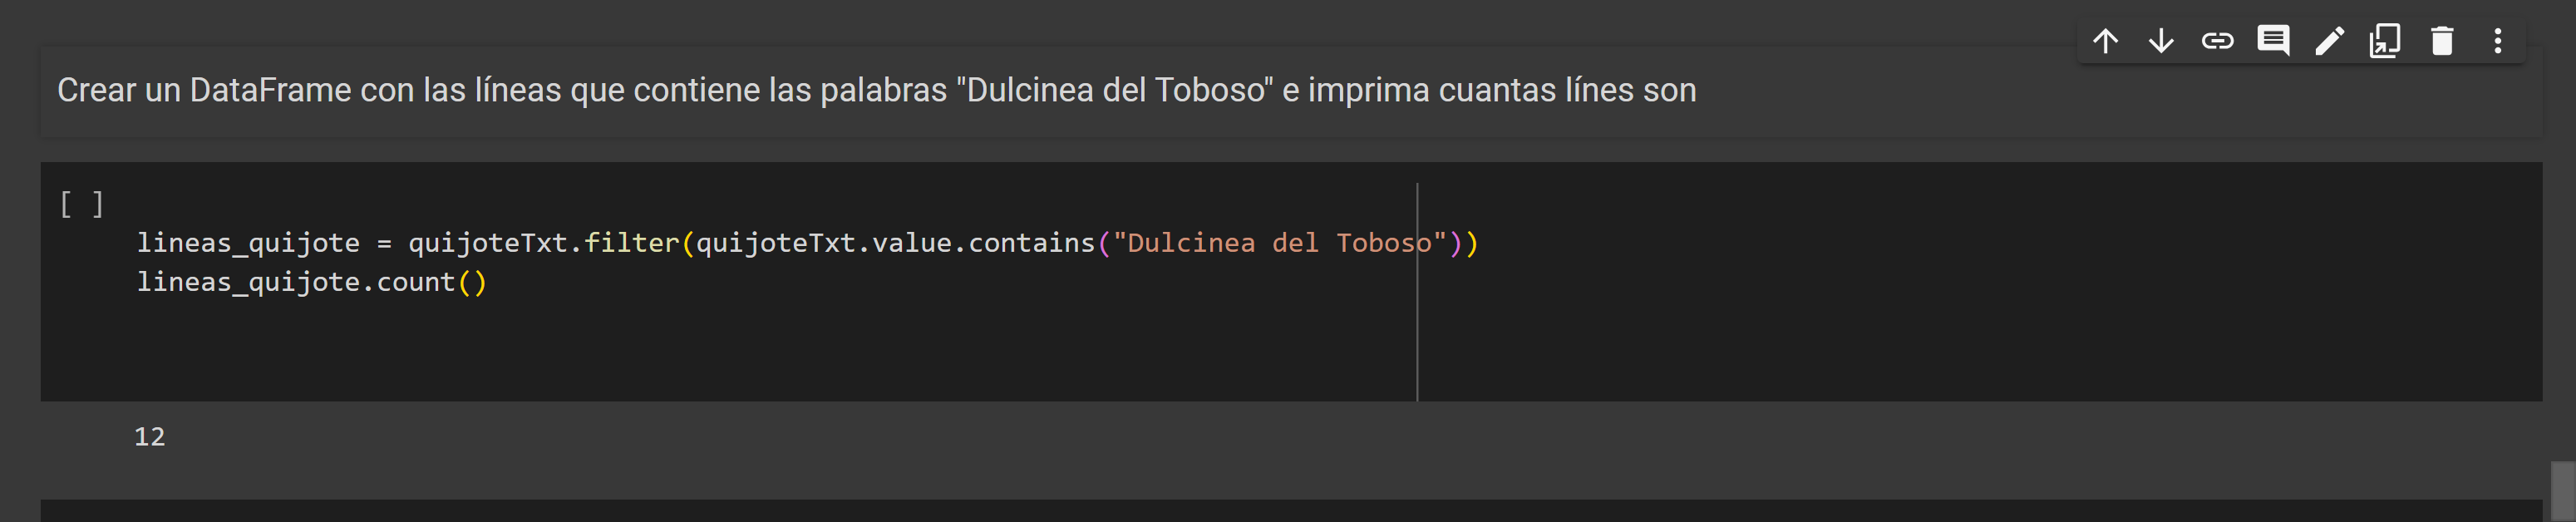 Crear un DataFrame con las líneas que contiene las palabras "Dulcinea del Toboso" e imprima cuantas línes son
[ ]
lineas_quijote = quijoteTxt.filter(quijoteTxt.value.contains("Dulcinea del Toboso"))
lineas_quijote.count()
12